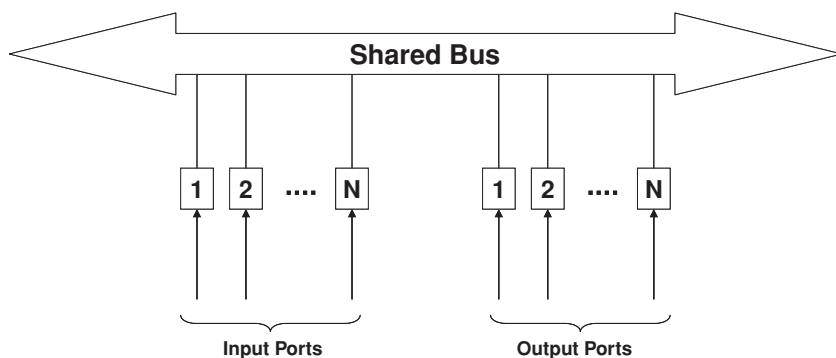 Shared Bus
1 2 .... N 1 2 .... N
Input Ports Output Ports